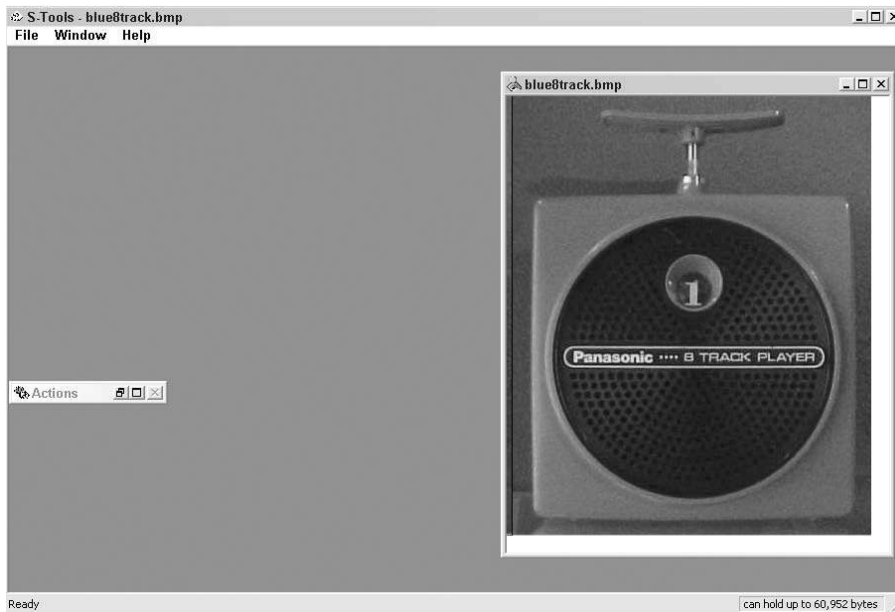 S-Tools - blue8track.bmp
File Window Help
blue8track.bmp
1
Panasonic •••• 8 TRACK PLAYER
Actions
Ready
can hold up to 60,952 bytes